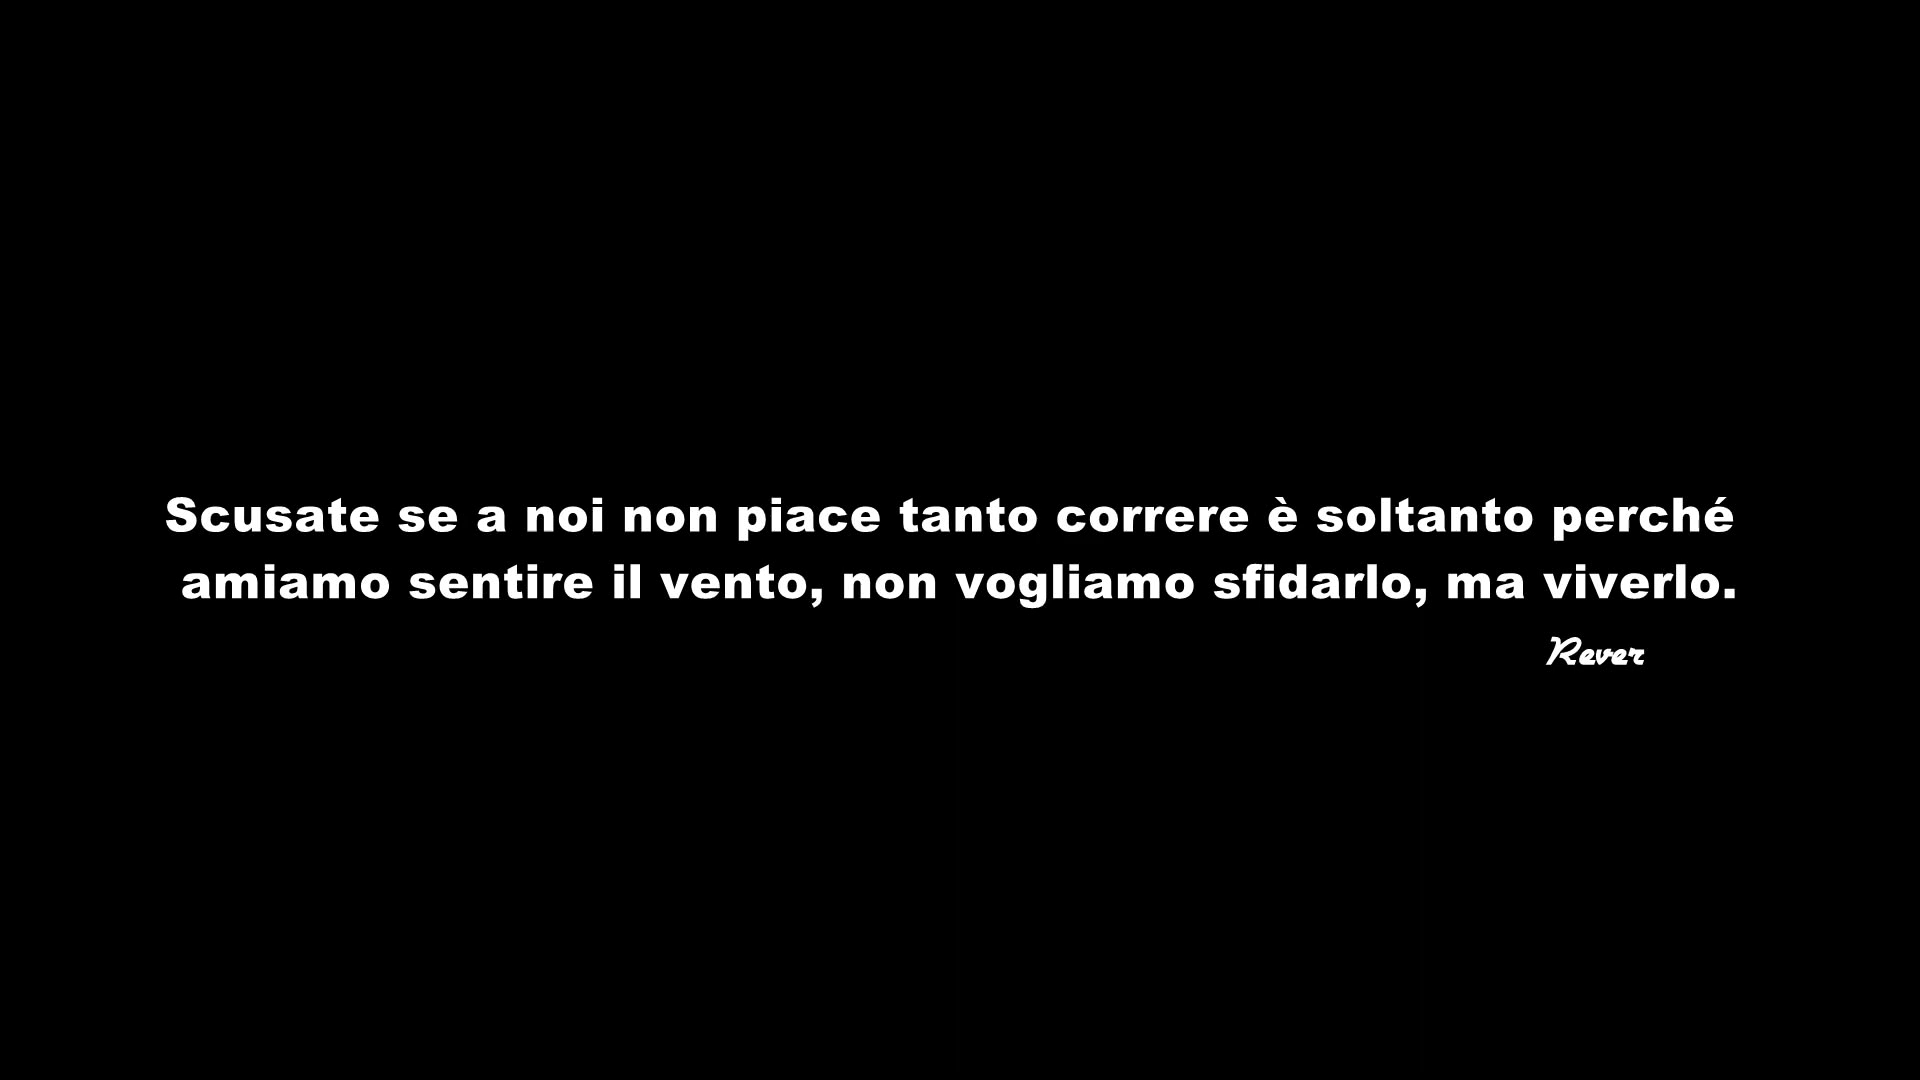 Scusate se a noi non piace tanto correre è soltanto perché
amiamo sentire il vento, non vogliamo sfidarlo, ma viverlo.
Rever